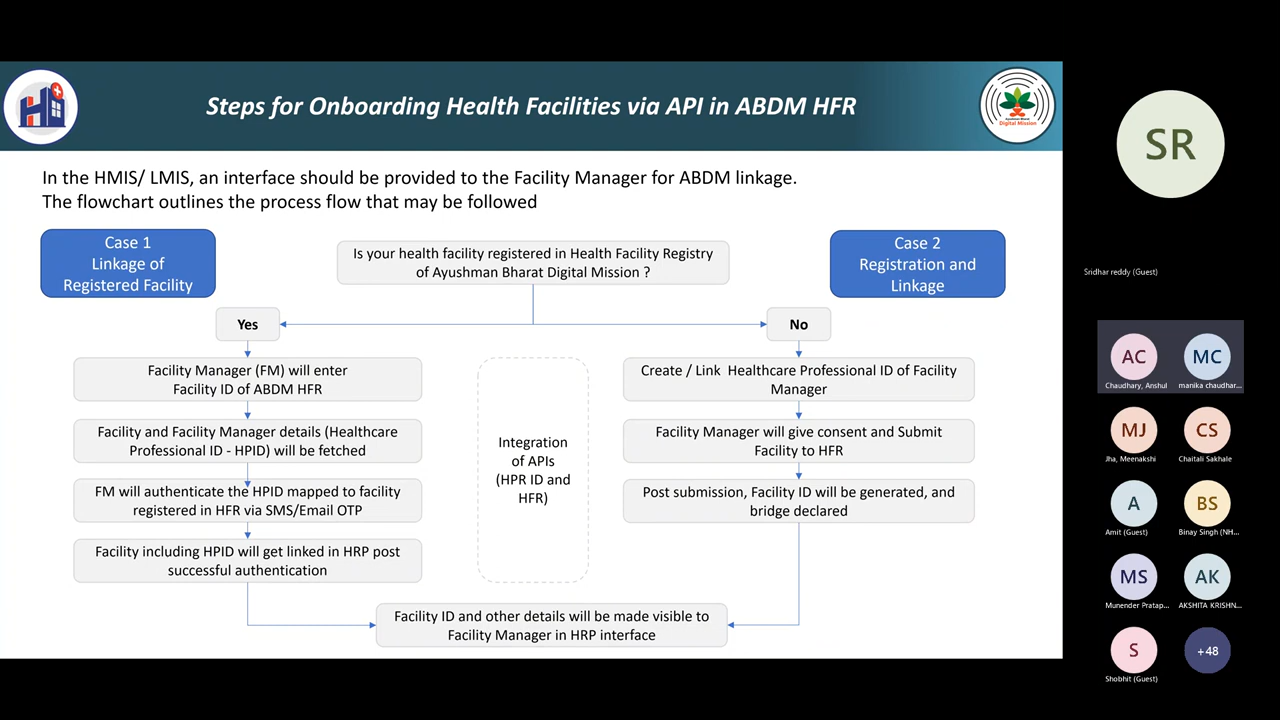 Steps for Onboarding Health Facilities via API in ABDM HFR
Ayushman Bharat
Digital Mission
In the HMIS/ LMIS, an interface should be provided to the Facility Manager for ABDM linkage.
The flowchart outlines the process flow that may be followed
Case 1
Linkage of
Registered Facility
Is your health facility registered in Health Facility Registry
of Ayushman Bharat Digital Mission ?
Case 2
Registration and
Linkage
Yes
No
Facility Manager (FM) will enter
Facility ID of ABDM HFR
Facility and Facility Manager details (Healthcare
Professional ID - HPID) will be fetched
FM will authenticate the HPID mapped to facility
registered in HFR via SMS/Email OTP
Facility including HPID will get linked in HRP post
successful authentication
Integration
of APIs
(HPR ID and
HFR)
Create / Link Healthcare Professional ID of Facility
Manager
Facility Manager will give consent and Submit
Facility to HFR
Post submission, Facility ID will be generated, and
bridge declared
Facility ID and other details will be made visible to
Facility Manager in HRP interface
SR
Sridhar reddy (Guest)
AC
Chaudhary, Anshul
MC
manika chaudhar...
MJ
Jha, Meenakshi
CS
Chaitali Sakhale
A
Amit (Guest)
BS
Binay Singh (NH...
MS
Munender Pratap...
AK
AKSHITA KRISHN...
S
Shobhit (Guest)
+48